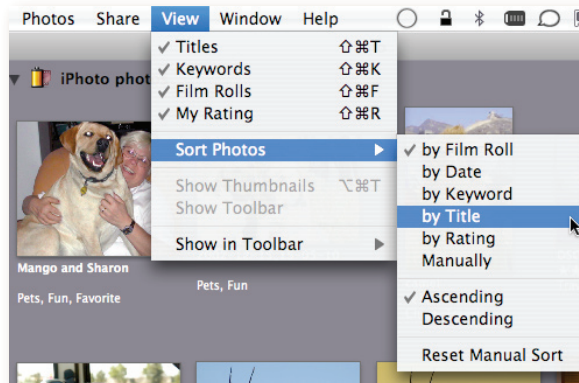 Photos Share View Window Help
iPhoto phot
✓ Titles ⇧⌘T
✓ Keywords ⇧⌘K
✓ Film Rolls ⇧⌘F
✓ My Rating ⇧⌘R
Sort Photos ▶
Show Thumbnails ⌥⌘T
Show Toolbar
Show in Toolbar ▶
✓ by Film Roll
by Date
by Keyword
by Title
by Rating
Manually
✓ Ascending
Descending
Reset Manual Sort
Mango and Sharon
Pets, Fun, Favorite
Pets, Fun